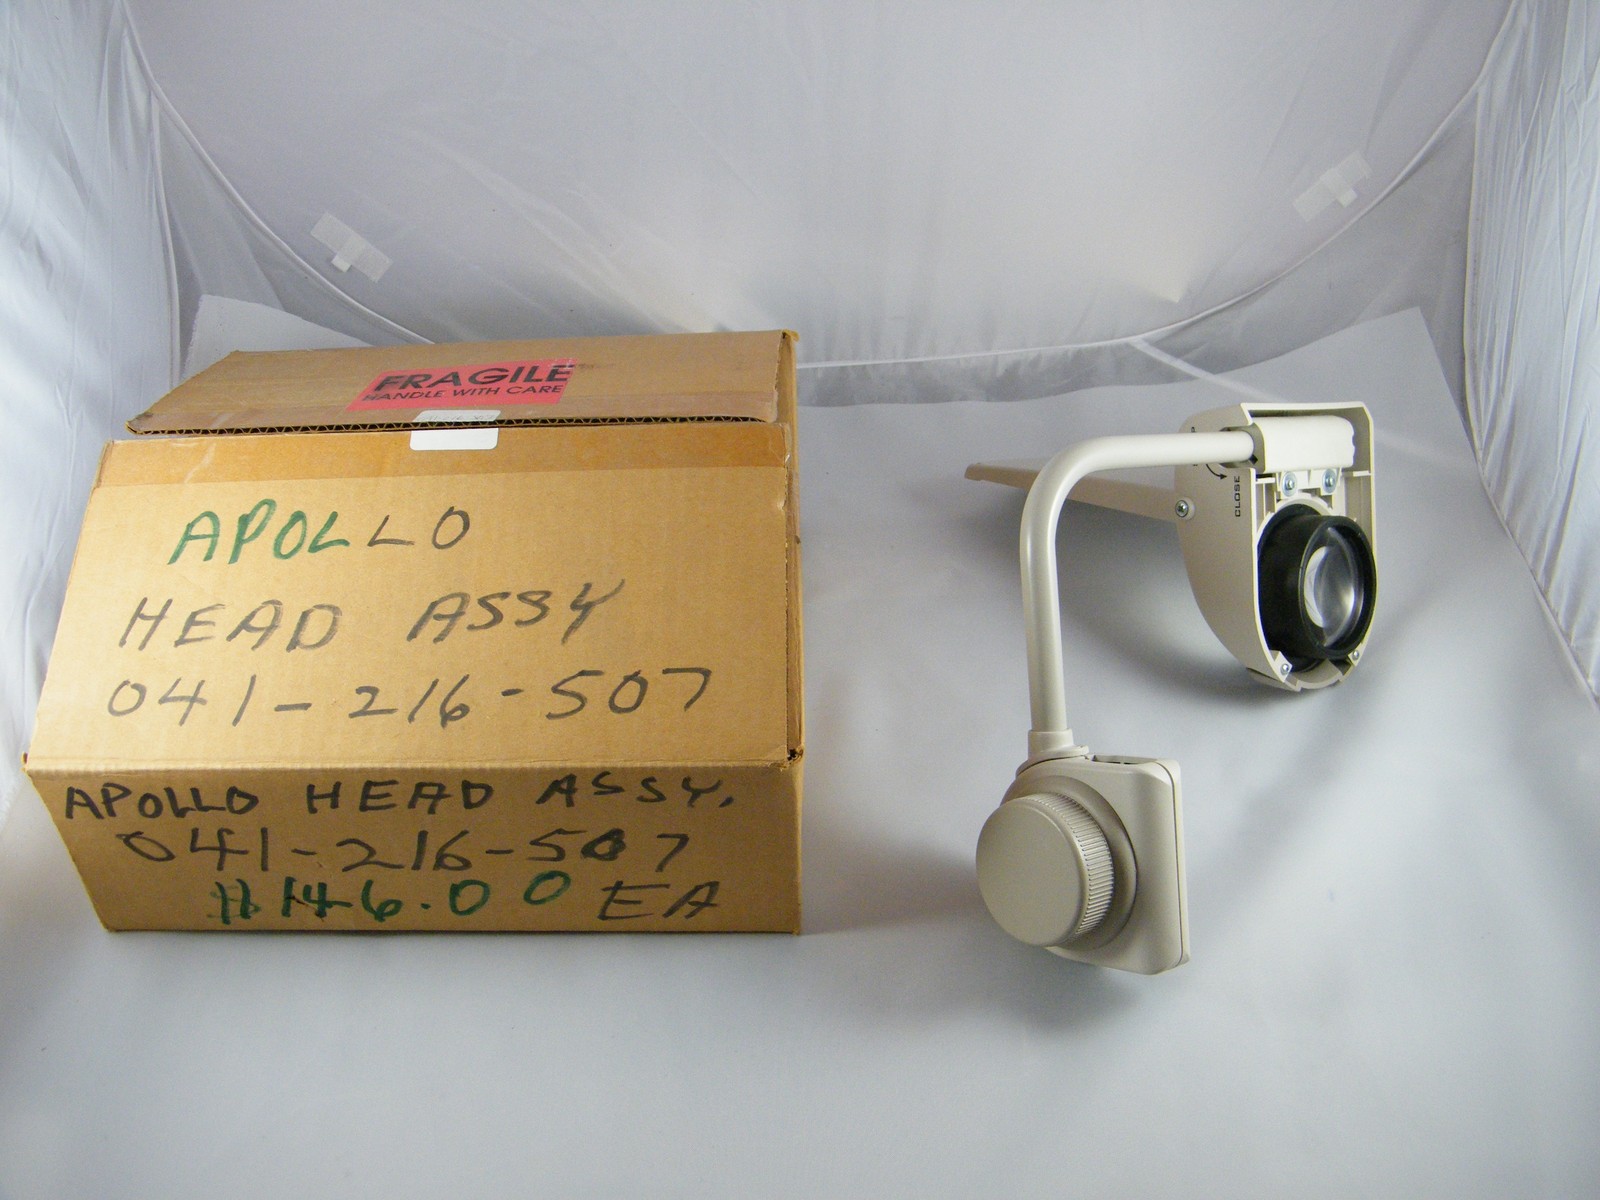 FRAGILE
HANDLE WITH CARE
APOLLO
HEAD ASSY
041-216-507
APOLLO HEAD ASSY.
041-216-507
146.00 EA
CLOSE